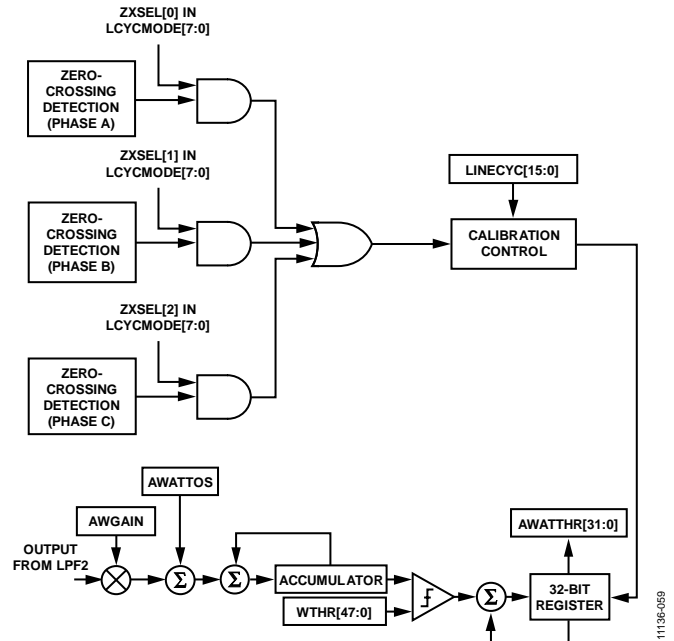 ZXSEL[0] IN
LCYCMODE[7:0]
ZERO-
CROSSING
DETECTION
(PHASE A)
ZXSEL[1] IN
LCYCMODE[7:0]
ZERO-
CROSSING
DETECTION
(PHASE B)
LINECYC[15:0]
CALIBRATION
CONTROL
ZXSEL[2] IN
LCYCMODE[7:0]
ZERO-
CROSSING
DETECTION
(PHASE C)
AWATTOS
AWGAIN
AWATTHR[31:0]
OUTPUT
FROM LPF2
Σ
Σ
ACCUMULATOR
WTHR[47:0]
Σ
32-BIT
REGISTER
11136-059